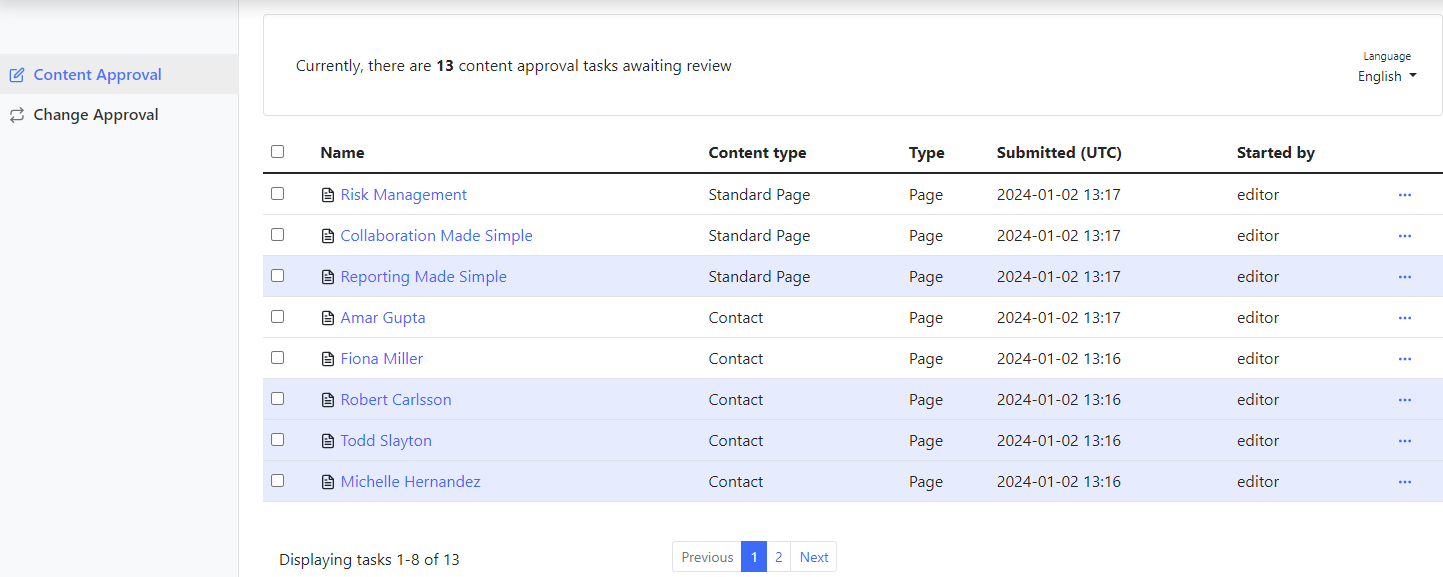 Content Approval
Change Approval
Currently, there are 13 content approval tasks awaiting review
Language
English
Name Content type Type Submitted (UTC) Started by
Risk Management Standard Page Page 2024-01-02 13:17 editor
Collaboration Made Simple Standard Page Page 2024-01-02 13:17 editor
Reporting Made Simple Standard Page Page 2024-01-02 13:17 editor
Amar Gupta Contact Page 2024-01-02 13:17 editor
Fiona Miller Contact Page 2024-01-02 13:16 editor
Robert Carlsson Contact Page 2024-01-02 13:16 editor
Todd Slayton Contact Page 2024-01-02 13:16 editor
Michelle Hernandez Contact Page 2024-01-02 13:16 editor
Displaying tasks 1-8 of 13 Previous 1 2 Next